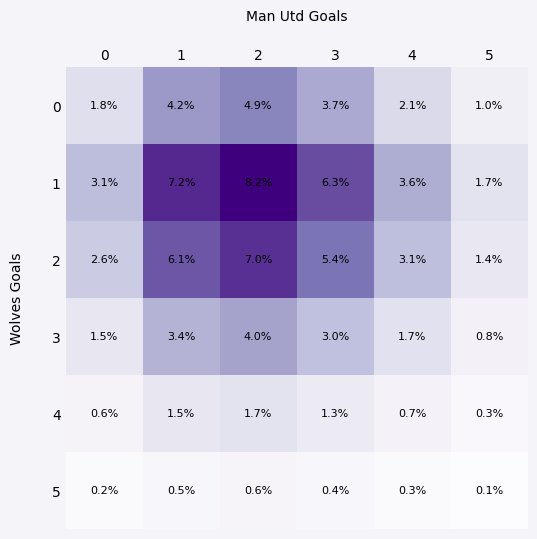 Man Utd Goals
0 1 2 3 4 5
0 1.8% 4.2% 4.9% 3.7% 2.1% 1.0%
1 3.1% 7.2% 8.2% 6.3% 3.6% 1.7%
2 2.6% 6.1% 7.0% 5.4% 3.1% 1.4%
3 1.5% 3.4% 4.0% 3.0% 1.7% 0.8%
4 0.6% 1.5% 1.7% 1.3% 0.7% 0.3%
5 0.2% 0.5% 0.6% 0.4% 0.3% 0.1%
Wolves Goals